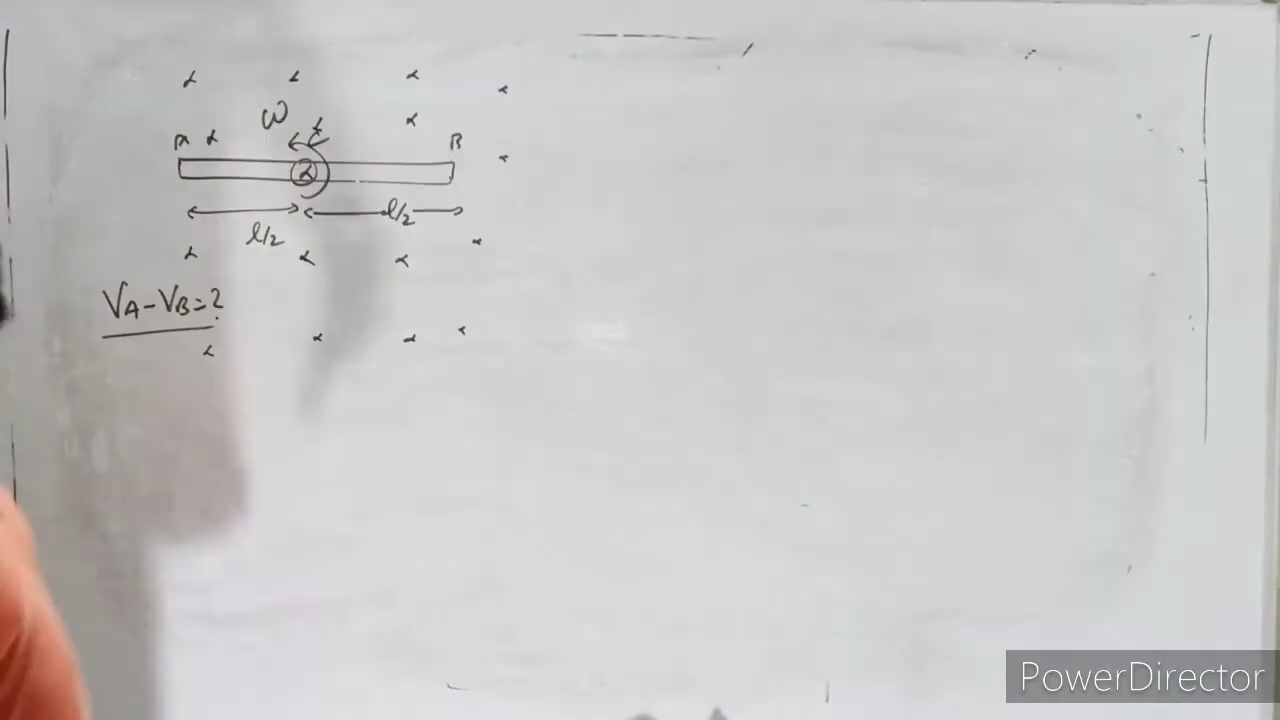 ω
A B
l/2 l/2
VA-VB=?
PowerDirector